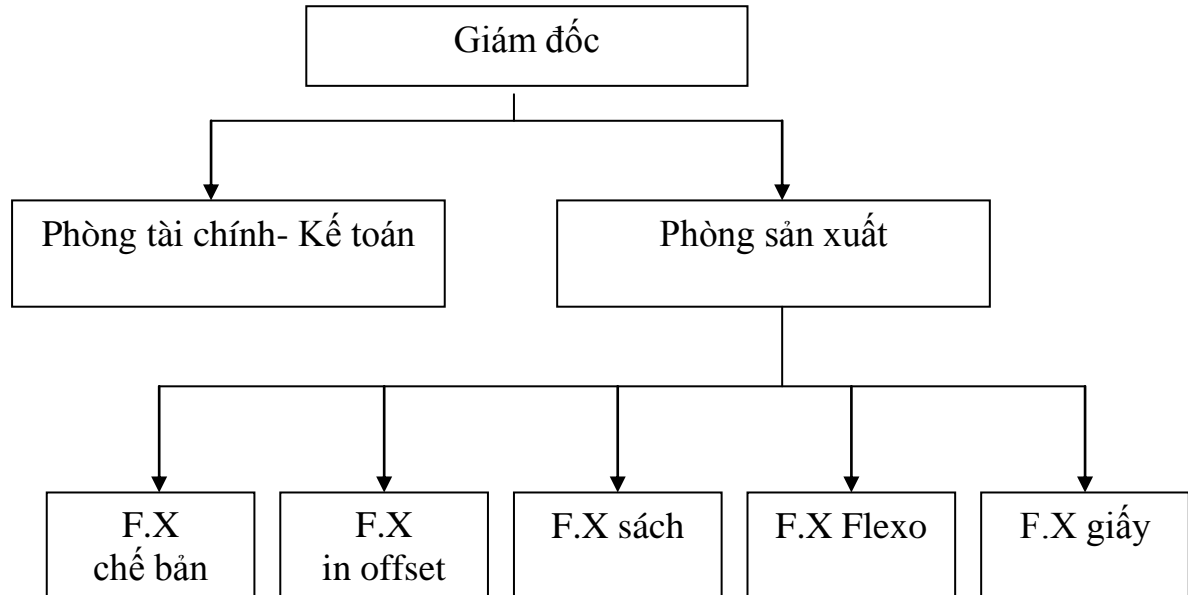 Giám đốc
Phòng tài chính- Kế toán
Phòng sản xuất
F.X
chế bản
F.X
in offset
F.X sách
F.X Flexo
F.X giấy